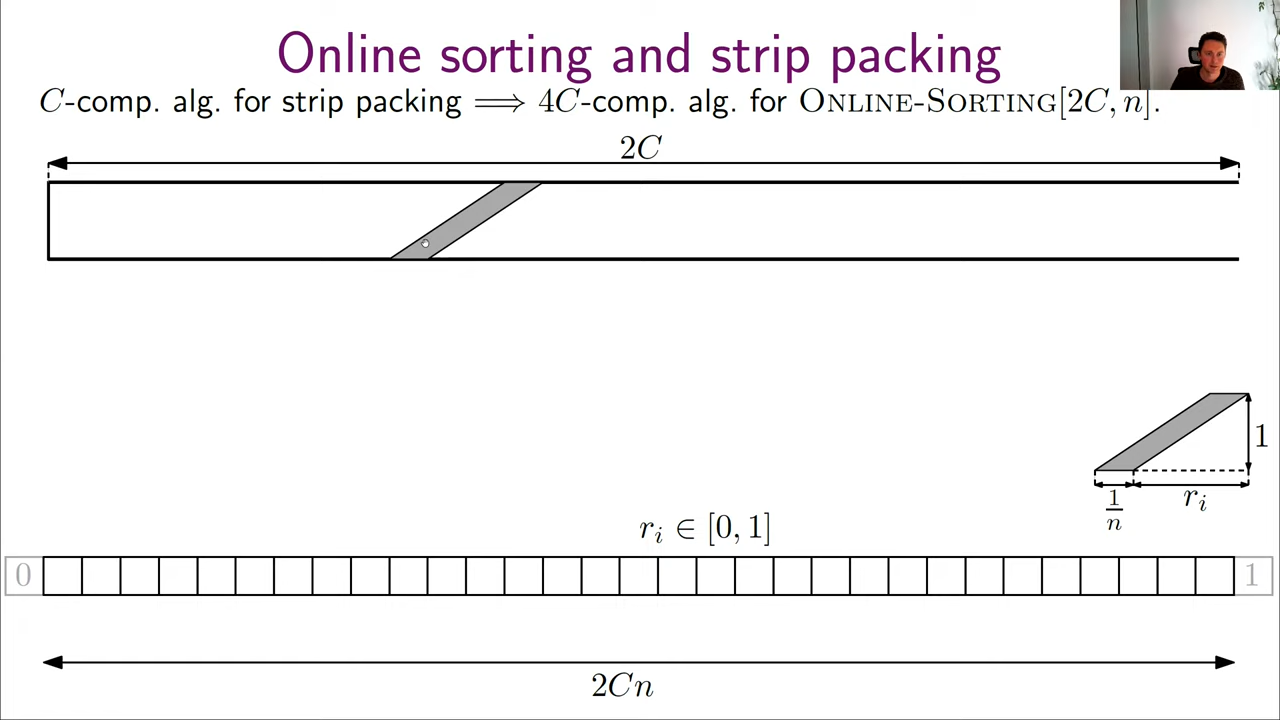 Online sorting and strip packing
C-comp. alg. for strip packing ⟹ 4C-comp. alg. for ONLINE-SORTING[2C, n].
2C
1
1/n
r_i
r_i ∈ [0, 1]
0
1
2Cn